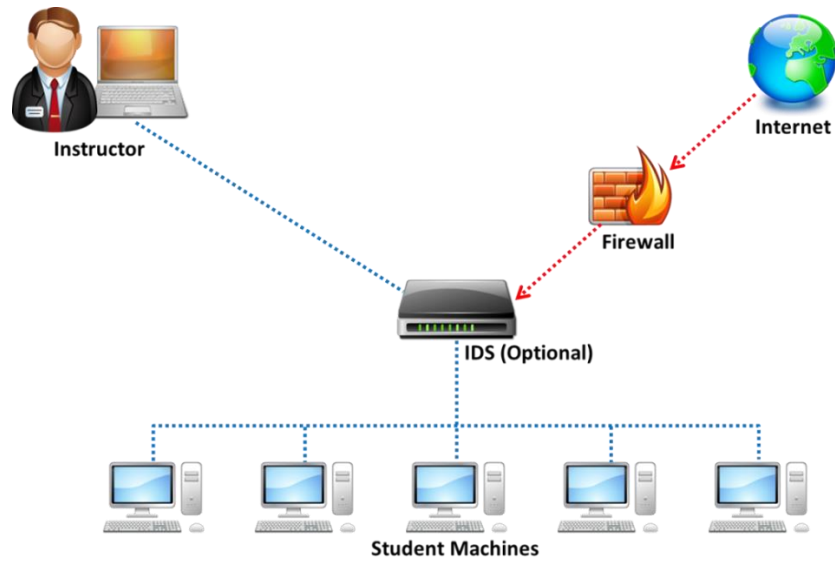 Instructor
Internet
Firewall
IDS (Optional)
Student Machines